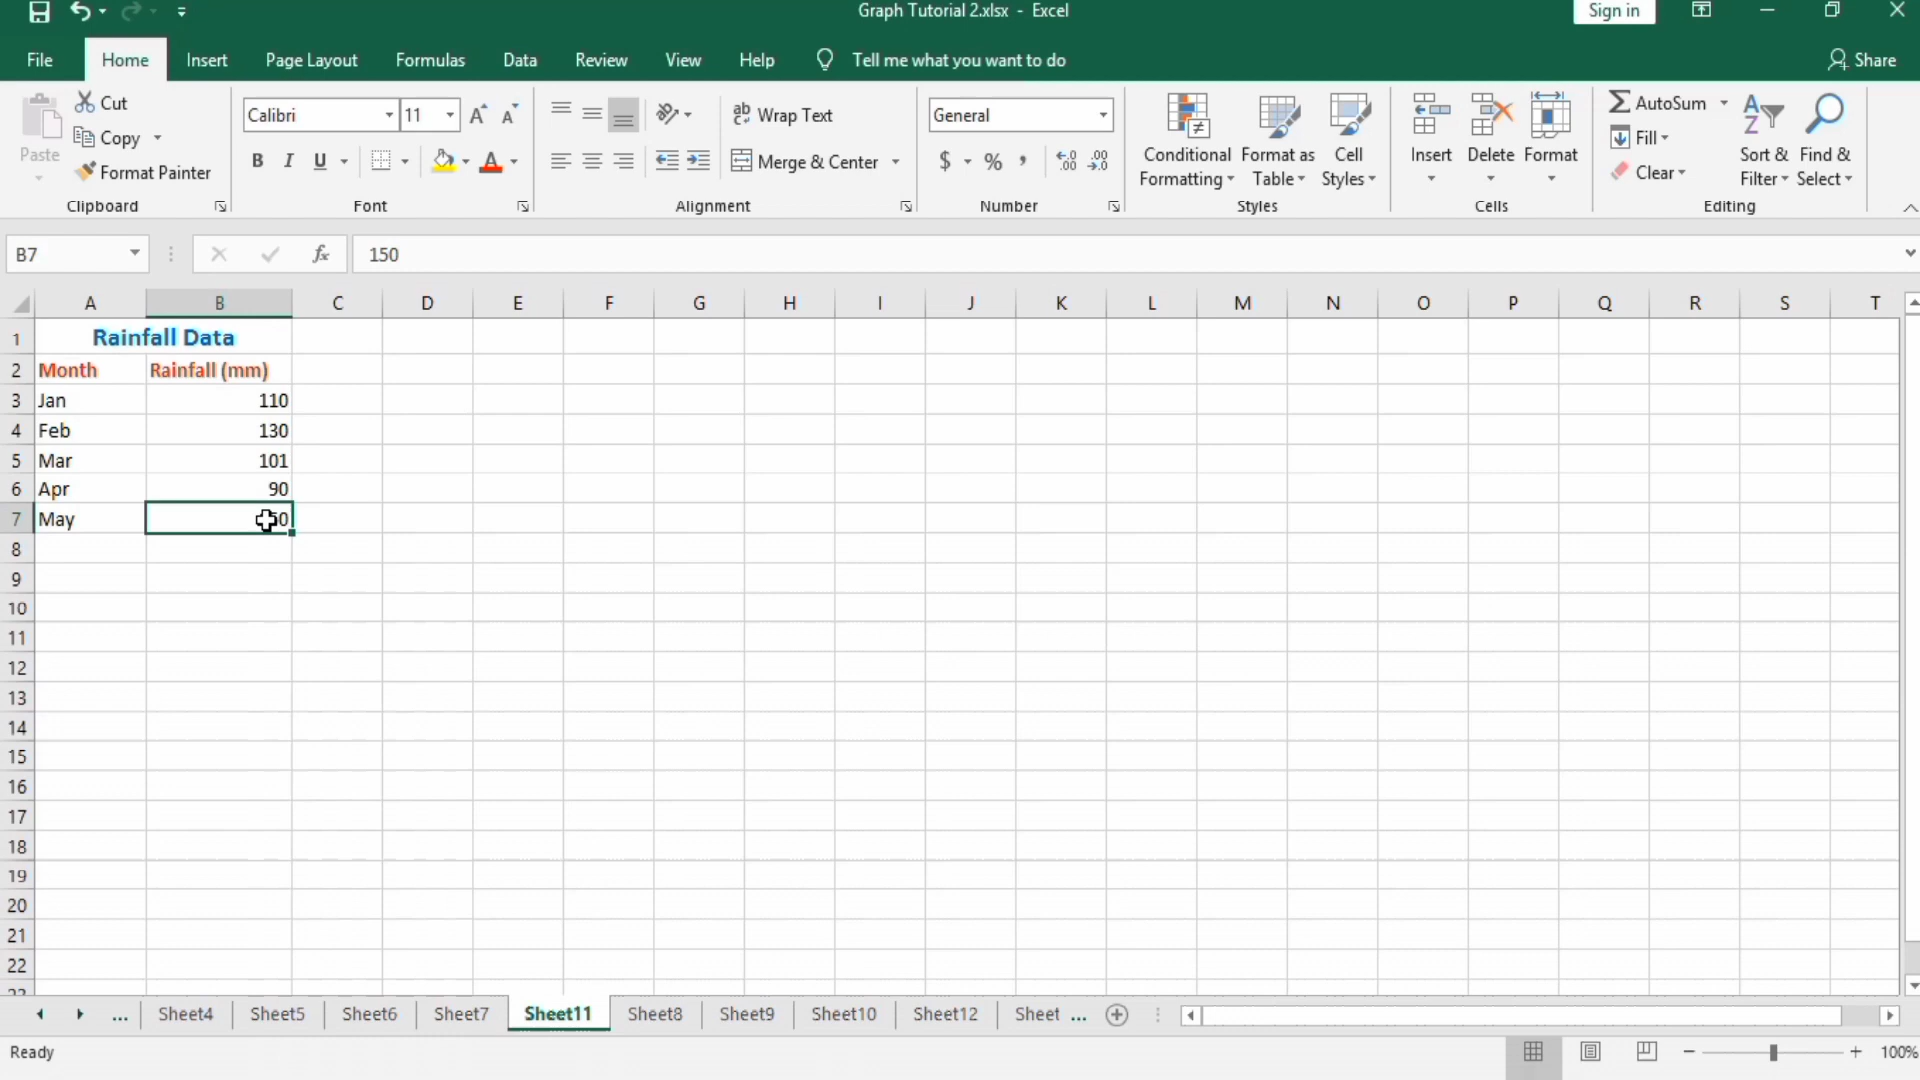 Graph Tutorial 2.xlsx - Excel
Sign in
File Home Insert Page Layout Formulas Data Review View Help Tell me what you want to do Share
Paste
Cut
Copy
Format Painter
Clipboard
Calibri 11
B I U A
Font
Wrap Text
Merge & Center
Alignment
General
$ % ,
Number
Conditional Formatting
Format as Table
Cell Styles
Styles
Insert Delete Format
Cells
AutoSum
Fill
Clear
Sort & Filter
Find & Select
Editing
B7 fx 150
A B C D E F G H I J K L M N O P Q R S T
1 Rainfall Data
2 Month Rainfall (mm)
3 Jan 110
4 Feb 130
5 Mar 101
6 Apr 90
7 May
8
9
10
11
12
13
14
15
16
17
18
19
20
21
22
... Sheet4 Sheet5 Sheet6 Sheet7 Sheet11 Sheet8 Sheet9 Sheet10 Sheet12 Sheet ...
Ready
100%